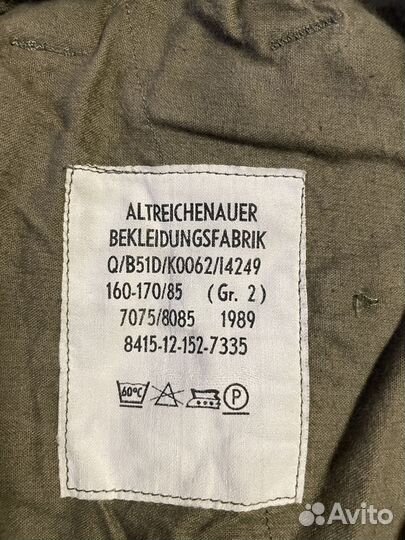 ALTREICHENAUER
BEKLEIDUNGSFABRIK
Q/B51D/K0062/I4249
160-170/85 (Gr. 2)
7075/8085 1989
8415-12-152-7335
60°C P
Avito